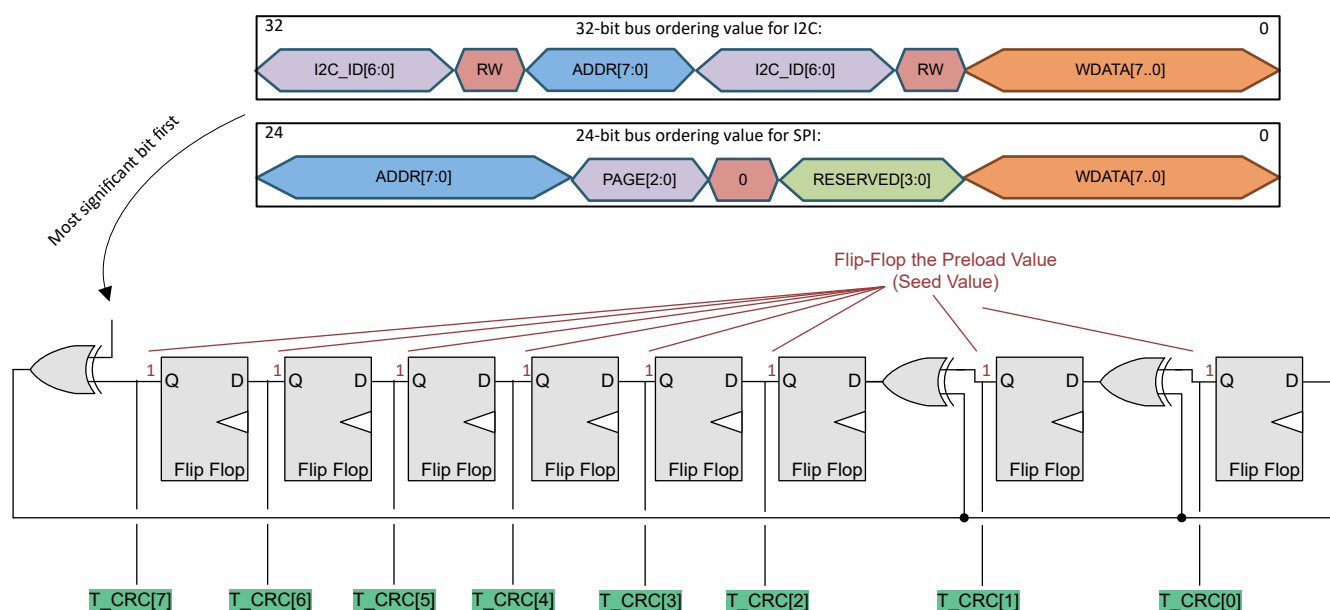 32
32-bit bus ordering value for I2C:
0
I2C_ID[6:0]
RW
ADDR[7:0]
I2C_ID[6:0]
RW
WDATA[7..0]
24
24-bit bus ordering value for SPI:
0
ADDR[7:0]
PAGE[2:0]
0
RESERVED[3:0]
WDATA[7..0]
Most significant bit first
Flip-Flop the Preload Value
(Seed Value)
1
Q
D
Flip Flop
1
Q
D
Flip Flop
1
Q
D
Flip Flop
1
Q
D
Flip Flop
1
Q
D
Flip Flop
1
Q
D
Flip Flop
1
Q
D
Flip Flop
1
Q
D
Flip Flop
T_CRC[7]
T_CRC[6]
T_CRC[5]
T_CRC[4]
T_CRC[3]
T_CRC[2]
T_CRC[1]
T_CRC[0]